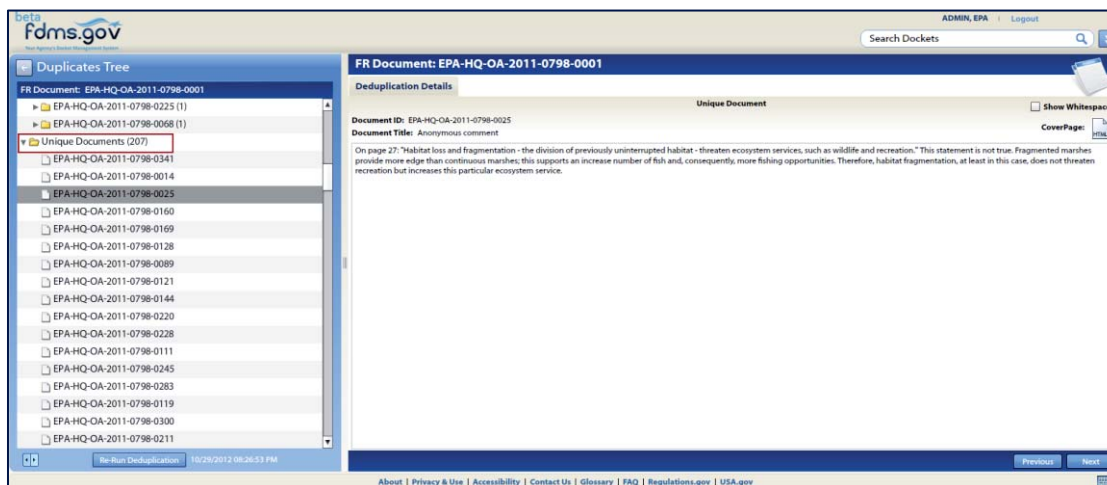 beta
fdms.gov
Your Agency's Docket Management System
ADMIN, EPA | Logout
Search Dockets
Duplicates Tree
FR Document: EPA-HQ-OA-2011-0798-0001
EPA-HQ-OA-2011-0798-0225 (1)
EPA-HQ-OA-2011-0798-0068 (1)
Unique Documents (207)
EPA-HQ-OA-2011-0798-0341
EPA-HQ-OA-2011-0798-0014
EPA-HQ-OA-2011-0798-0025
EPA-HQ-OA-2011-0798-0160
EPA-HQ-OA-2011-0798-0169
EPA-HQ-OA-2011-0798-0128
EPA-HQ-OA-2011-0798-0089
EPA-HQ-OA-2011-0798-0121
EPA-HQ-OA-2011-0798-0144
EPA-HQ-OA-2011-0798-0220
EPA-HQ-OA-2011-0798-0228
EPA-HQ-OA-2011-0798-0111
EPA-HQ-OA-2011-0798-0245
EPA-HQ-OA-2011-0798-0283
EPA-HQ-OA-2011-0798-0119
EPA-HQ-OA-2011-0798-0300
EPA-HQ-OA-2011-0798-0211
Re-Run Deduplication 10/29/2012 08:26:53 PM
FR Document: EPA-HQ-OA-2011-0798-0001
Deduplication Details
Unique Document
Show Whitespac
Document ID: EPA-HQ-OA-2011-0798-0025
CoverPage:
HTML
Document Title: Anonymous comment
On page 27: "Habitat loss and fragmentation - the division of previously uninterrupted habitat - threaten ecosystem services, such as wildlife and recreation." This statement is not true. Fragmented marshes
provide more edge than continuous marshes; this supports an increase number of fish and, consequently, more fishing opportunities. Therefore, habitat fragmentation, at least in this case, does not threaten
recreation but increases this particular ecosystem service.
Previous Next
About | Privacy & Use | Accessibility | Contact Us | Glossary | FAQ | Regulations.gov | USA.gov